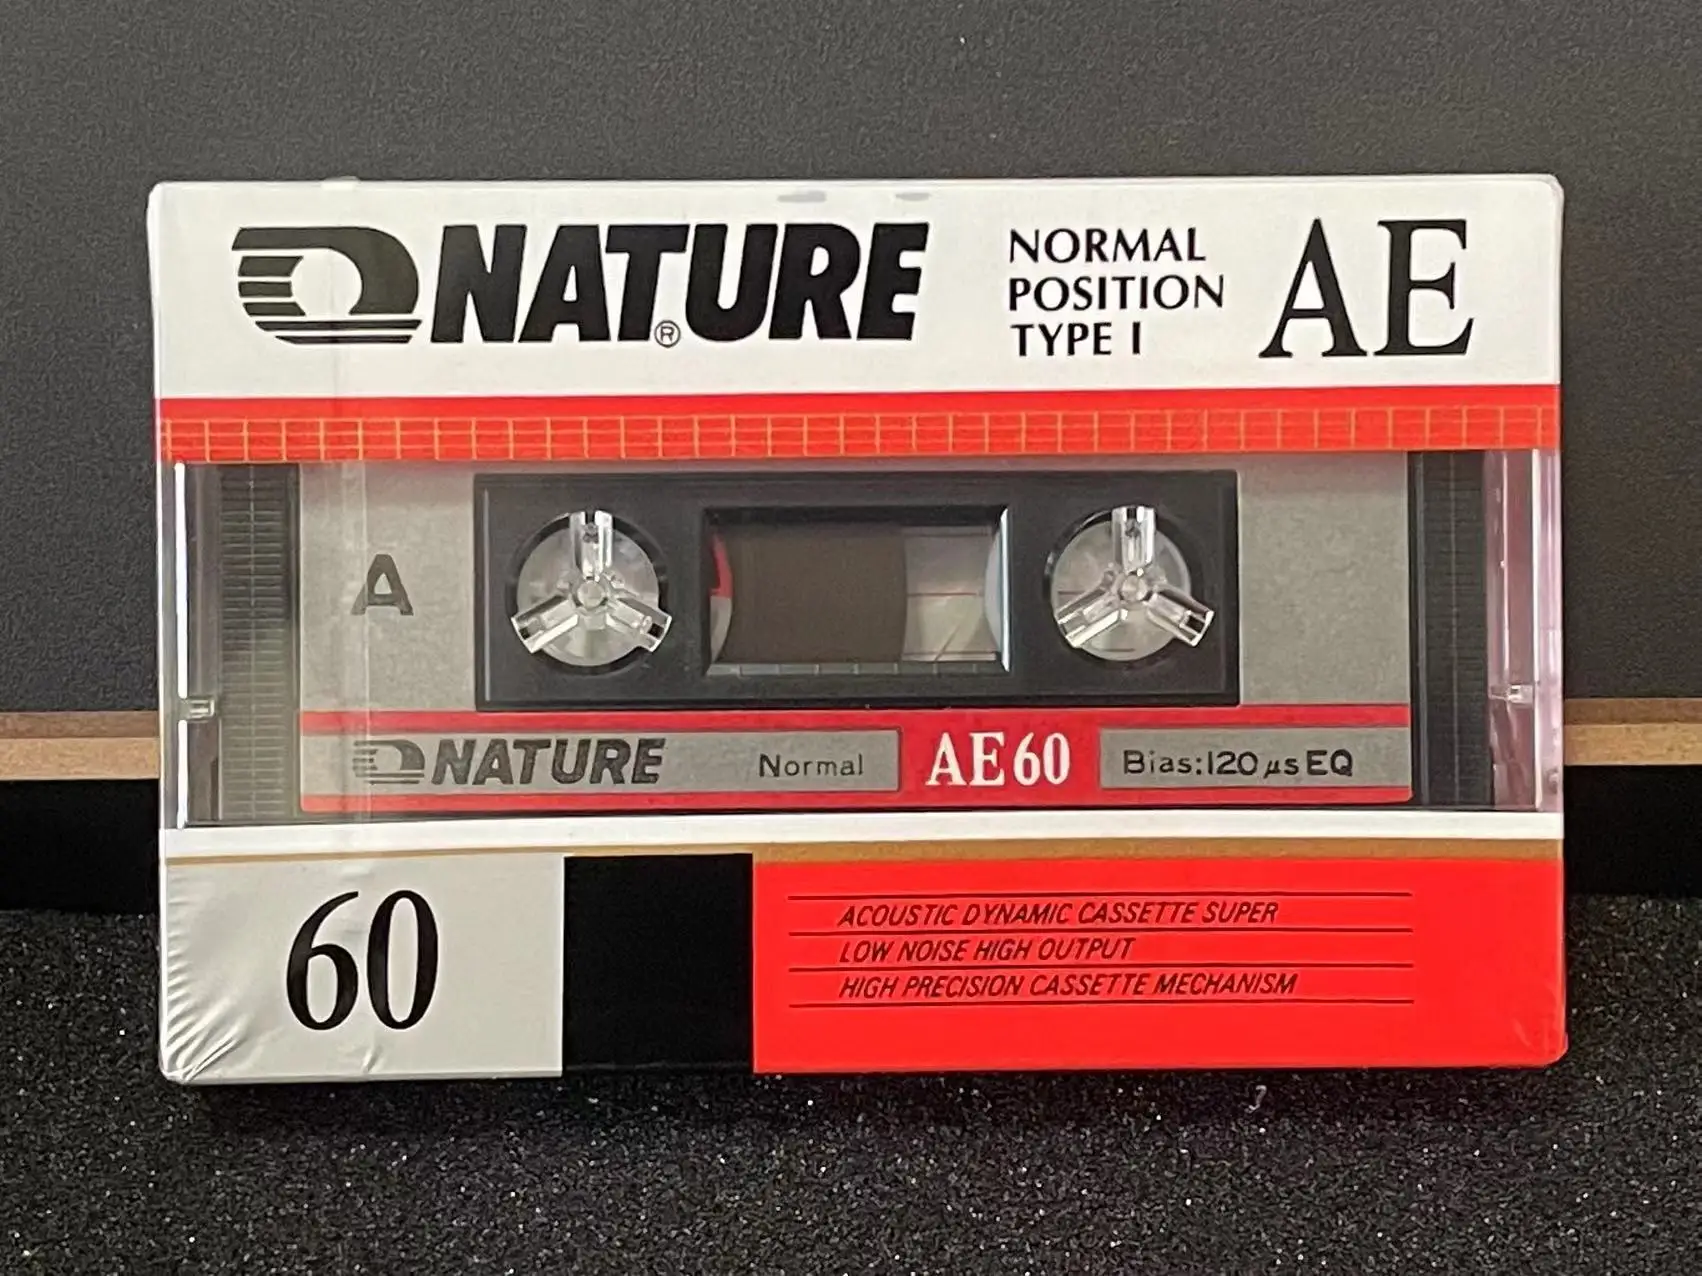 NATURE®
NORMAL
POSITION
TYPE I
AE
A
NATURE
Normal
AE60
Bias:120µsEQ
60
ACOUSTIC DYNAMIC CASSETTE SUPER
LOW NOISE HIGH OUTPUT
HIGH PRECISION CASSETTE MECHANISM